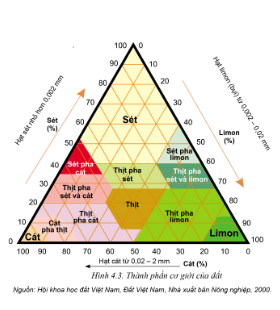 100 0
90 10
80 20
70 30
60 40
50 50
40 60
30 70
20 80
10 90
0 100
100 90 80 70 60 50 40 30 20 10 0
Hạt sét nhỏ hơn 0,002 mm
Hạt limon (bụi) từ 0,002 – 0,02 mm
Sét
(%)
Limon
(%)
Sét
Sét pha
cát
Sét pha
limon
Thịt pha
sét
Thịt pha
sét và limon
Thịt pha
sét và cát
Thịt
Cát
pha thịt
Thịt pha
cát
Thịt pha
limon
Cát
Limon
Hạt cát từ 0,02 – 2 mm
Cát (%)
Hình 4.3. Thành phần cơ giới của đất
Nguồn: Hội khoa học đất Việt Nam, Đất Việt Nam, Nhà xuất bản Nông nghiệp, 2000.